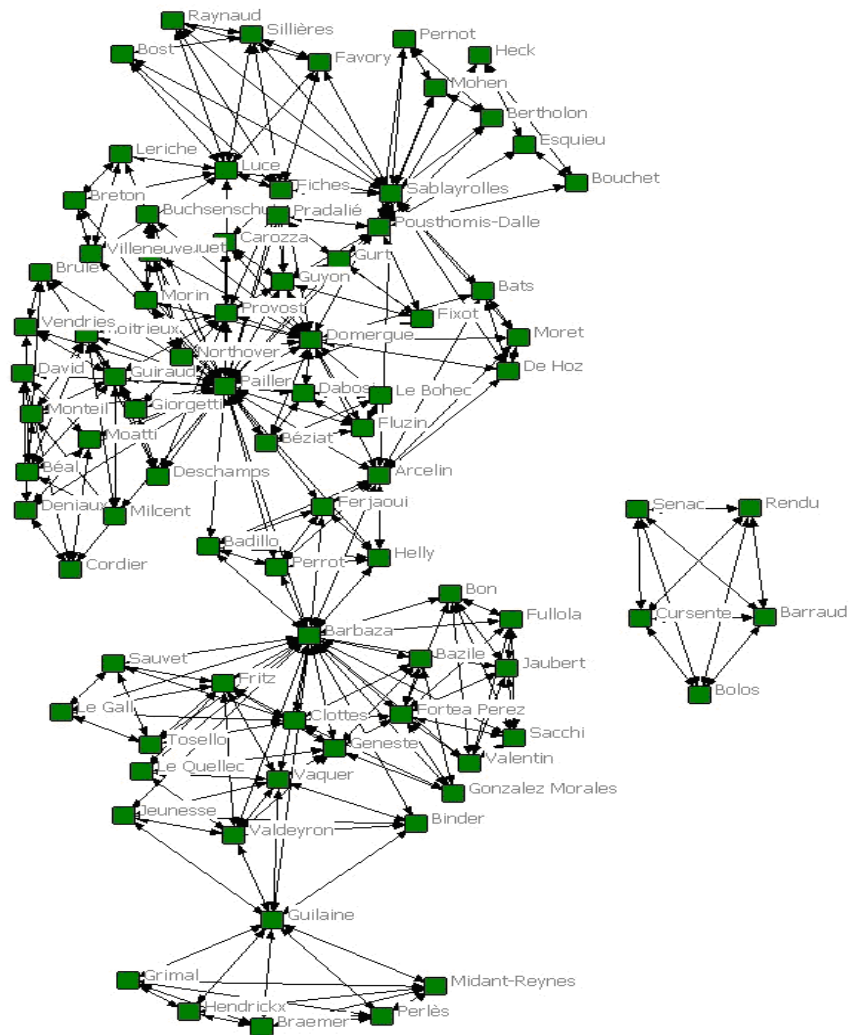 Raynaud
Sillières
Bost
Favory
Pernot
Heck
Mohen
Bertholon
Esquieu
Leriche
Luce
Fiches
Sablayrolles
Bouchet
Breton
Pradalié
Pousthomis-Dalle
Carozza
Villeneuve
Gurt
Brule
Guyon
Bats
Morin
Provost
Fixot
Vendries
Domergue
Moret
Northover
David
Guiraud
Pailler
De Hoz
Le Bohec
Monteil
Giorgetti
Fluzin
Moatti
Béziat
Béal
Deschamps
Arcelin
Deniaux
Milcent
Ferjaoui
Senac
Rendu
Badillo
Helly
Cordier
Perrot
Bon
Fullola
Cursente
Barraud
Barbaza
Sauvet
Bazile
Jaubert
Fritz
Bolos
Le Gall
Clottes
Fortea Perez
Tosello
Geneste
Sacchi
Le Quellec
Vaquer
Valentin
Gonzalez Morales
Jeunesse
Valdeyron
Binder
Guilaine
Grimal
Midant-Reynes
Hendrickx
Braemer
Perlès